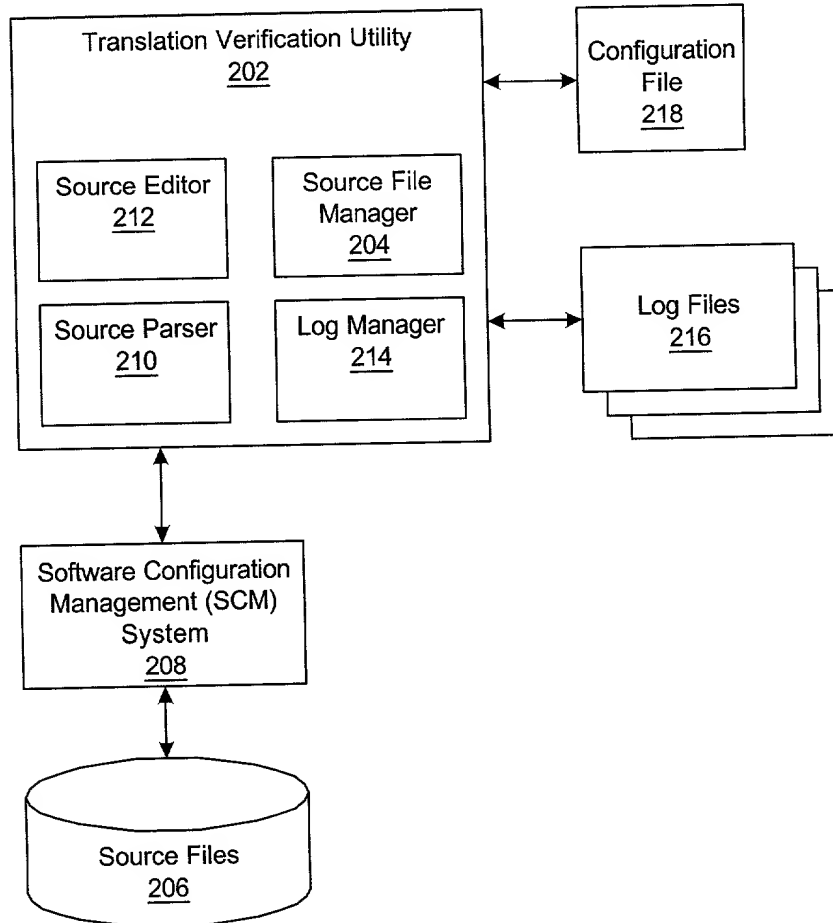 Translation Verification Utility
202
Configuration
File
218
Source Editor
212
Source File
Manager
204
Source Parser
210
Log Manager
214
Log Files
216
Software Configuration
Management (SCM)
System
208
Source Files
206